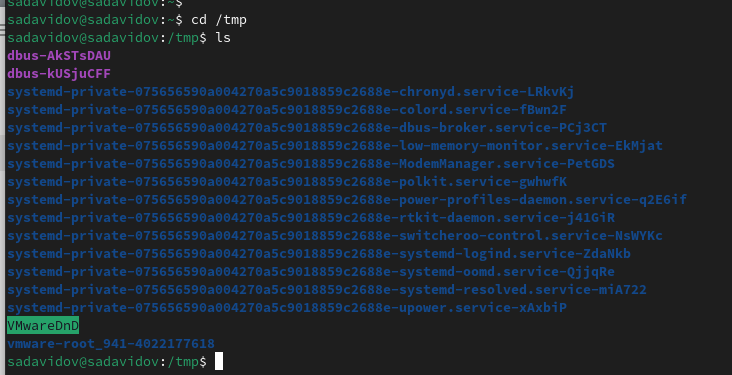 sadavidov@sadavidov:~$
sadavidov@sadavidov:~$ cd /tmp
sadavidov@sadavidov:/tmp$ ls
dbus-AkSTsDAU
dbus-kUSjuCFF
systemd-private-075656590a004270a5c9018859c2688e-chronyd.service-LRkvKj
systemd-private-075656590a004270a5c9018859c2688e-colord.service-fBwn2F
systemd-private-075656590a004270a5c9018859c2688e-dbus-broker.service-PCj3CT
systemd-private-075656590a004270a5c9018859c2688e-low-memory-monitor.service-EkMjat
systemd-private-075656590a004270a5c9018859c2688e-ModemManager.service-PetGDS
systemd-private-075656590a004270a5c9018859c2688e-polkit.service-gwhwfK
systemd-private-075656590a004270a5c9018859c2688e-power-profiles-daemon.service-q2E6if
systemd-private-075656590a004270a5c9018859c2688e-rtkit-daemon.service-j41GiR
systemd-private-075656590a004270a5c9018859c2688e-switcheroo-control.service-NsWYKc
systemd-private-075656590a004270a5c9018859c2688e-systemd-logind.service-ZdaNkb
systemd-private-075656590a004270a5c9018859c2688e-systemd-oomd.service-QjjqRe
systemd-private-075656590a004270a5c9018859c2688e-systemd-resolved.service-miA722
systemd-private-075656590a004270a5c9018859c2688e-upower.service-xAxbiP
VMwareDnD
vmware-root_941-4022177618
sadavidov@sadavidov:/tmp$